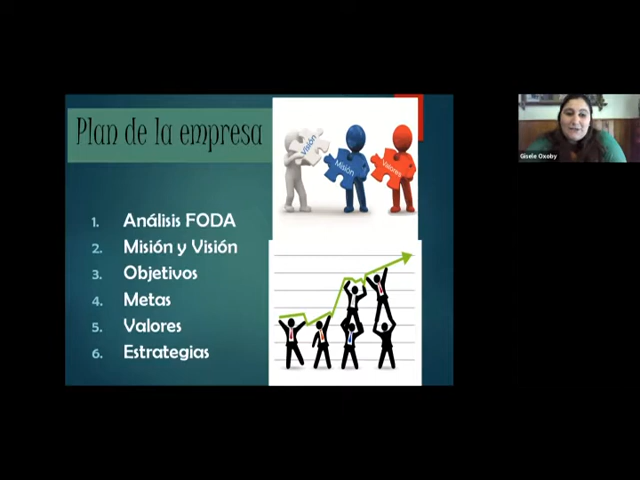 Plan de la empresa
Visión
Misión
Valores
1. Análisis FODA
2. Misión y Visión
3. Objetivos
4. Metas
5. Valores
6. Estrategias
Gisele Oxoby